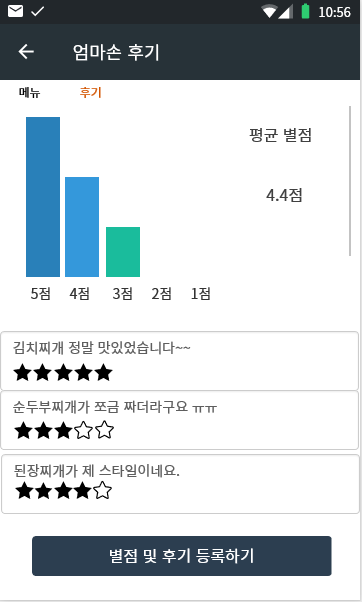 10:56
엄마손 후기
메뉴 후기
평균 별점
4.4점
5점 4점 3점 2점 1점
김치찌개 정말 맛있었습니다~~
순두부찌개가 쪼금 짜더라구요 ㅠㅠ
된장찌개가 제 스타일이네요.
별점 및 후기 등록하기